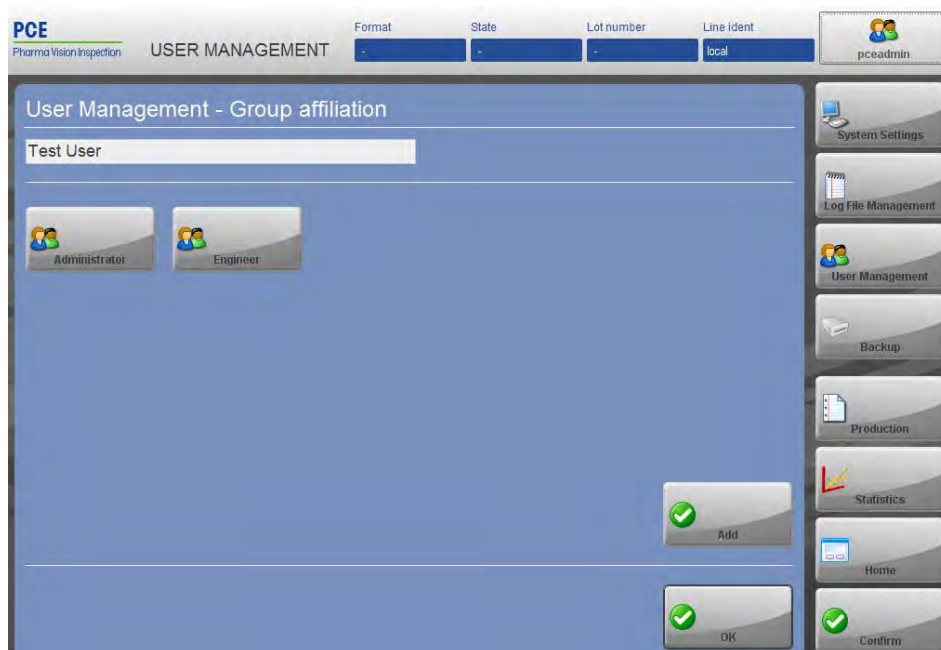 PCE
Pharma Vision Inspection
USER MANAGEMENT
Format
State
Lot number
Line ident
-
-
-
local
pceadmin
User Management - Group affiliation
Test User
Administrator
Engineer
Add
OK
System Settings
Log File Management
User Management
Backup
Production
Statistics
Home
Confirm